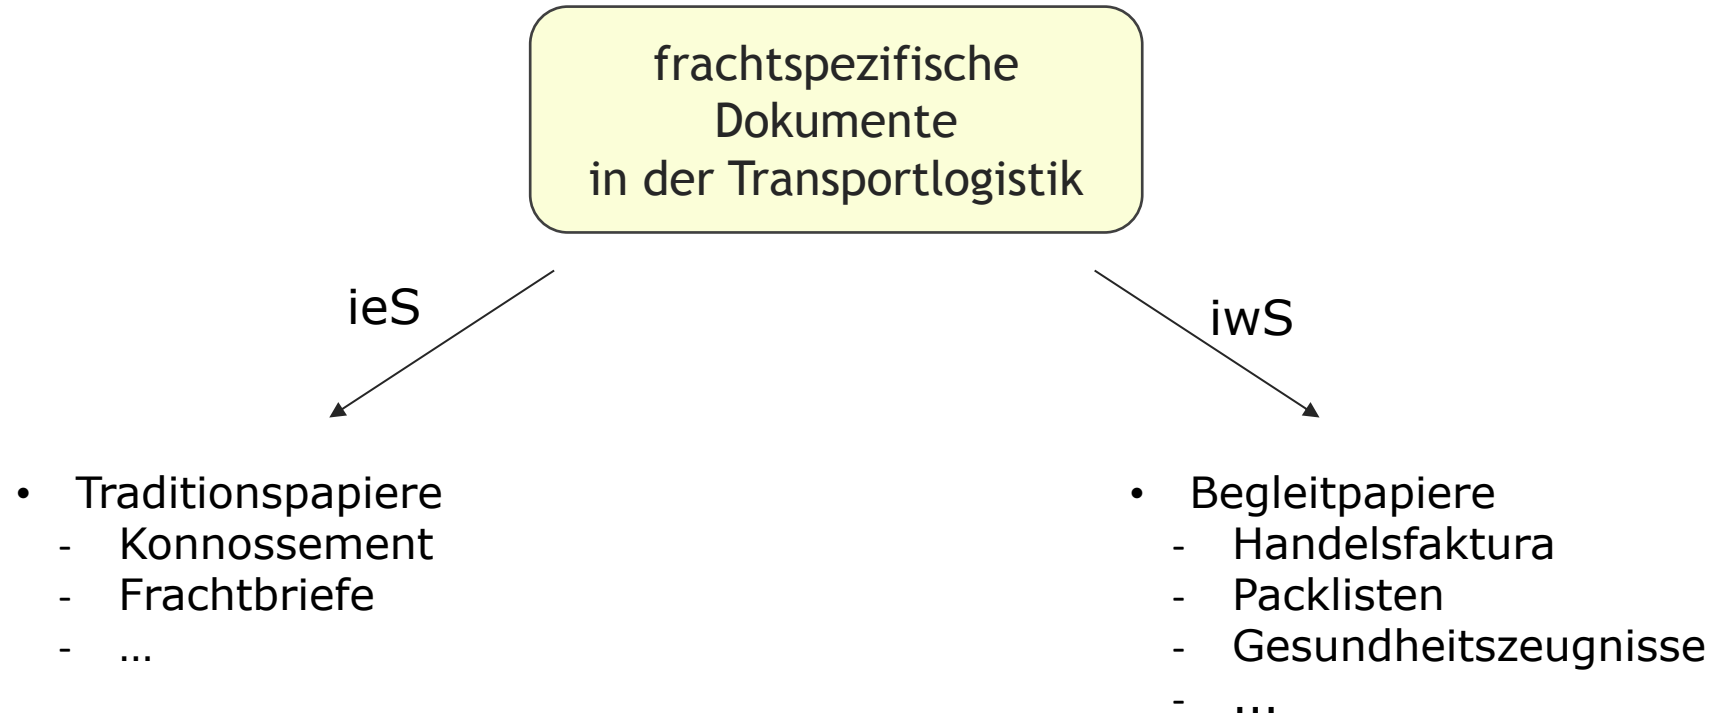 frachtspezifische
Dokumente
in der Transportlogistik
ieS
iwS
• Traditionspapiere
- Konnossement
- Frachtbriefe
- …
• Begleitpapiere
- Handelsfaktura
- Packlisten
- Gesundheitszeugnisse
- ...